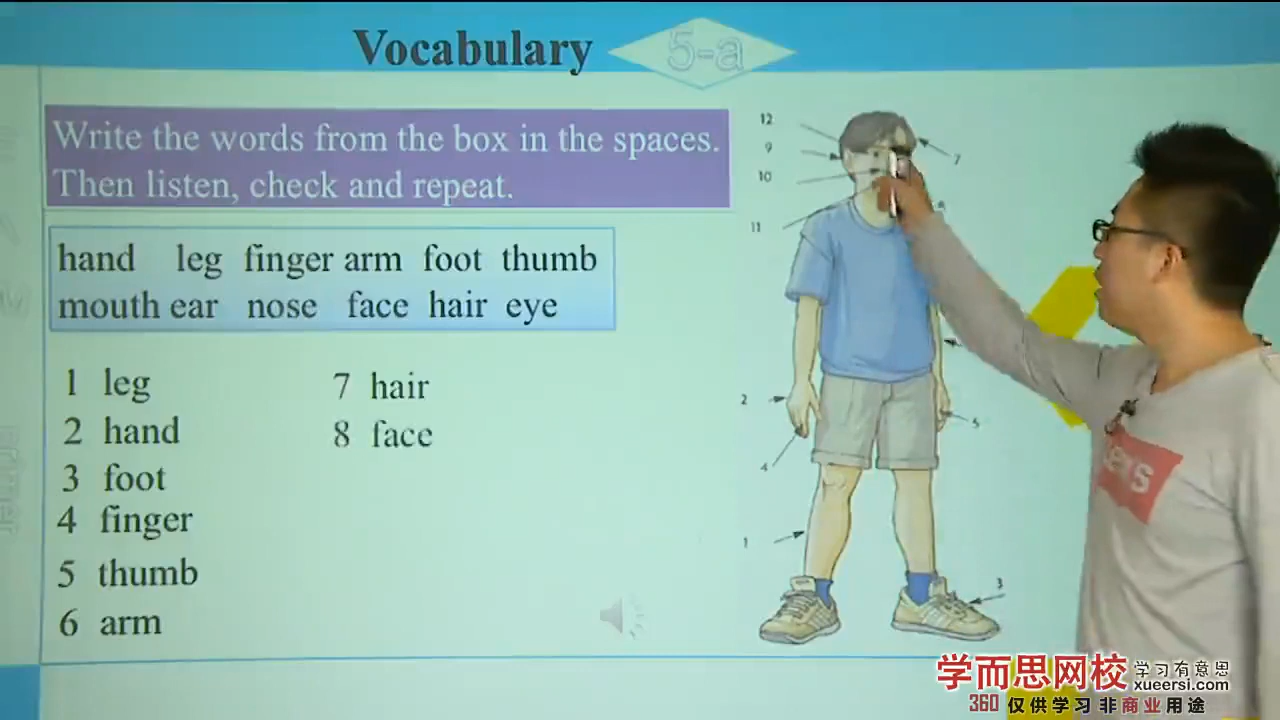 Vocabulary 5-a
Write the words from the box in the spaces.
Then listen, check and repeat.
hand leg finger arm foot thumb
mouth ear nose face hair eye
1 leg
2 hand
3 foot
4 finger
5 thumb
6 arm
7 hair
8 face
12
9
10
11
7
2
4
5
1
3
学而思网校 学习有意思
xueersi.com
360 仅供学习 非商业用途